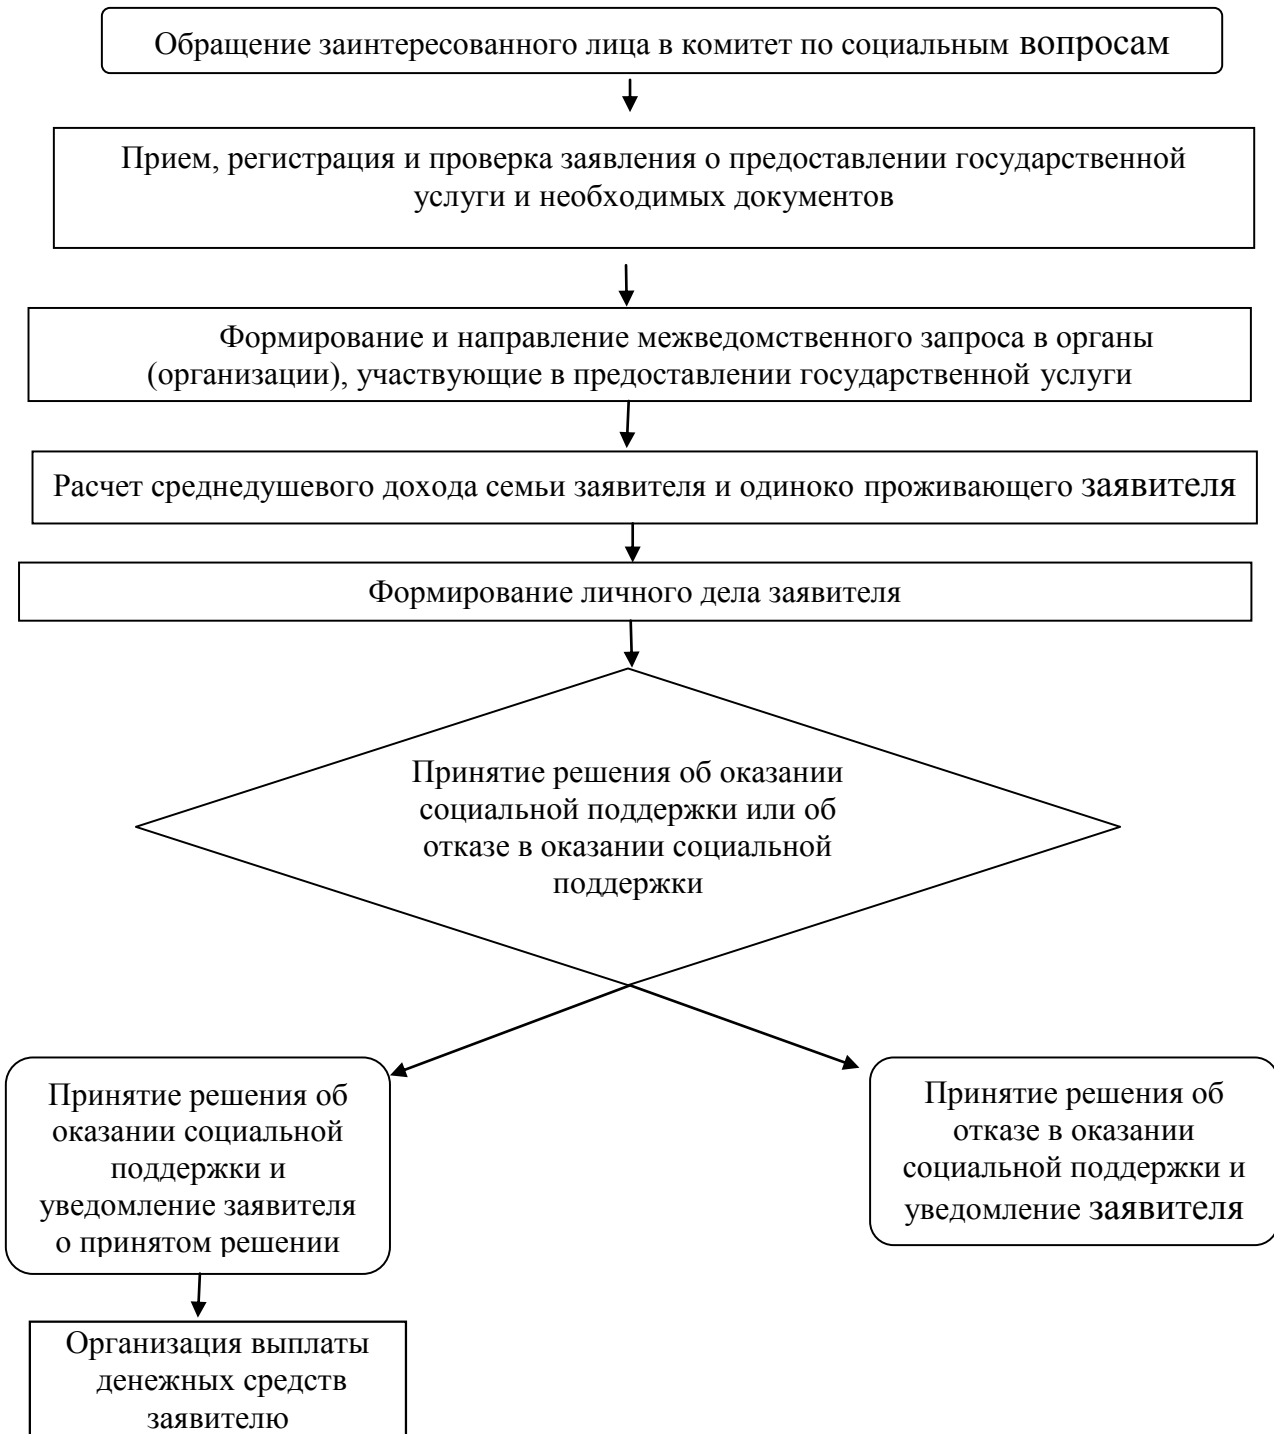 Обращение заинтересованного лица в комитет по социальным вопросам
Прием, регистрация и проверка заявления о предоставлении государственной
услуги и необходимых документов
Формирование и направление межведомственного запроса в органы
(организации), участвующие в предоставлении государственной услуги
Расчет среднедушевого дохода семьи заявителя и одиноко проживающего заявителя
Формирование личного дела заявителя
Принятие решения об оказании
социальной поддержки или об
отказе в оказании социальной
поддержки
Принятие решения об
оказании социальной
поддержки и
уведомление заявителя
о принятом решении
Принятие решения об
отказе в оказании
социальной поддержки и
уведомление заявителя
Организация выплаты
денежных средств
заявителю